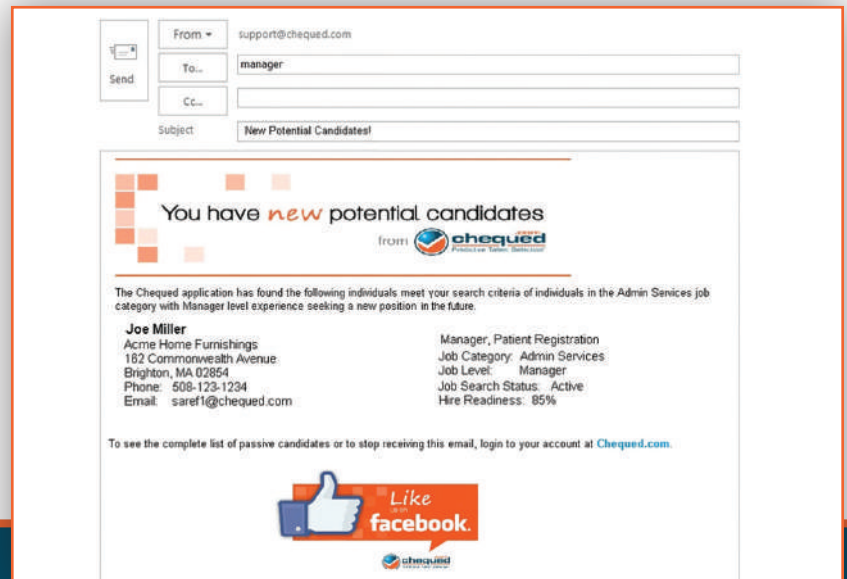 From
support@chequed.com
Send
To...
manager
Cc...
Subject
New Potential Candidates!
You have new potential candidates
from chequed
The Chequed application has found the following individuals meet your search criteria of individuals in the Admin Services job
category with Manager level experience seeking a new position in the future.
Joe Miller
Acme Home Furnishings
162 Commonwealth Avenue
Brighton, MA 02854
Phone: 508-123-1234
Email: saref1@chequed.com
Manager, Patient Registration
Job Category: Admin Services
Job Level: Manager
Job Search Status: Active
Hire Readiness: 85%
To see the complete list of passive candidates or to stop receiving this email, login to your account at Chequed.com.
Like
us on
facebook.
chequed